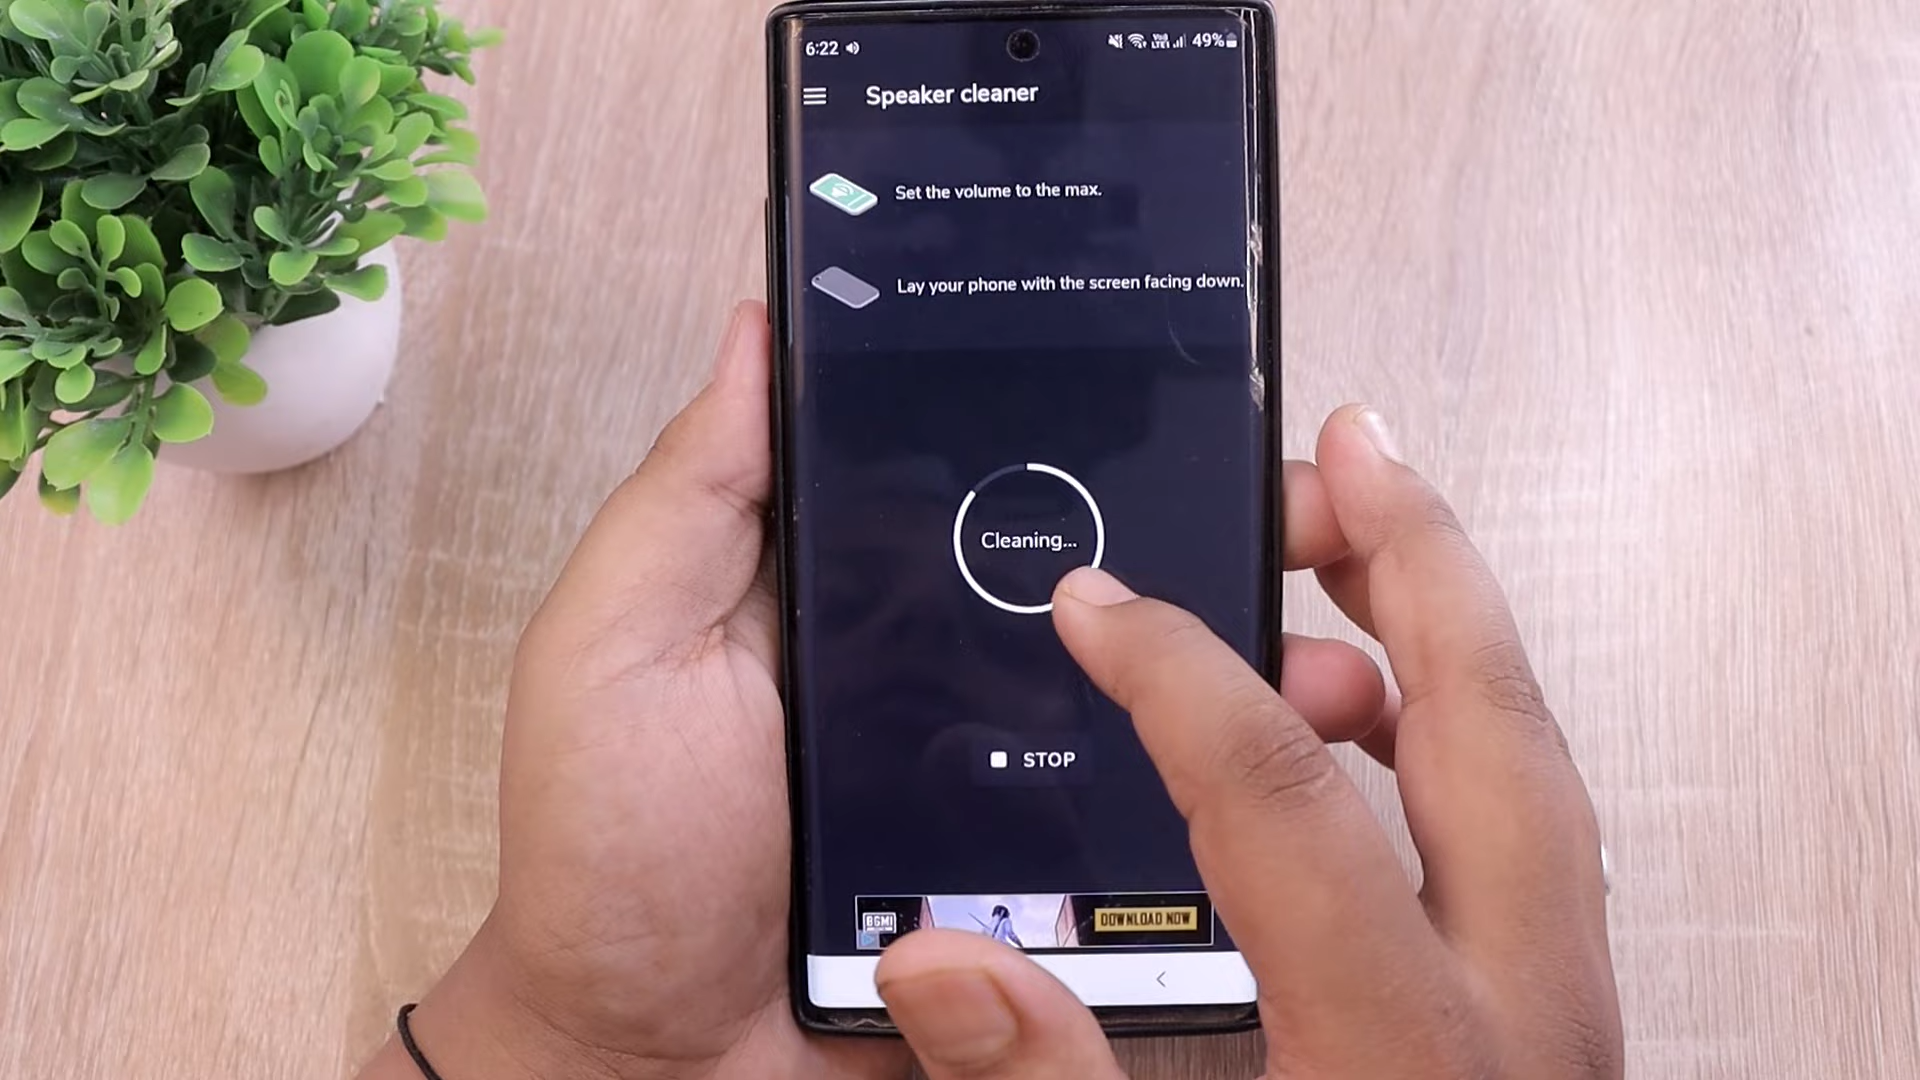 6:22
49%
Speaker cleaner
Set the volume to the max.
Lay your phone with the screen facing down.
Cleaning...
STOP
BGMI
DOWNLOAD NOW